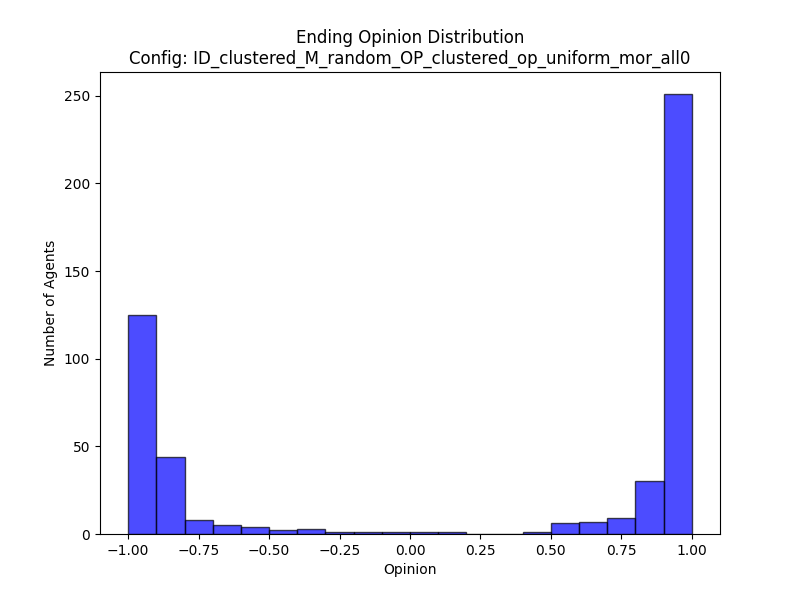 Ending Opinion Distribution
Config: ID_clustered_M_random_OP_clustered_op_uniform_mor_all0
250
200
150
100
50
0
Number of Agents
−1.00 −0.75 −0.50 −0.25 0.00 0.25 0.50 0.75 1.00
Opinion